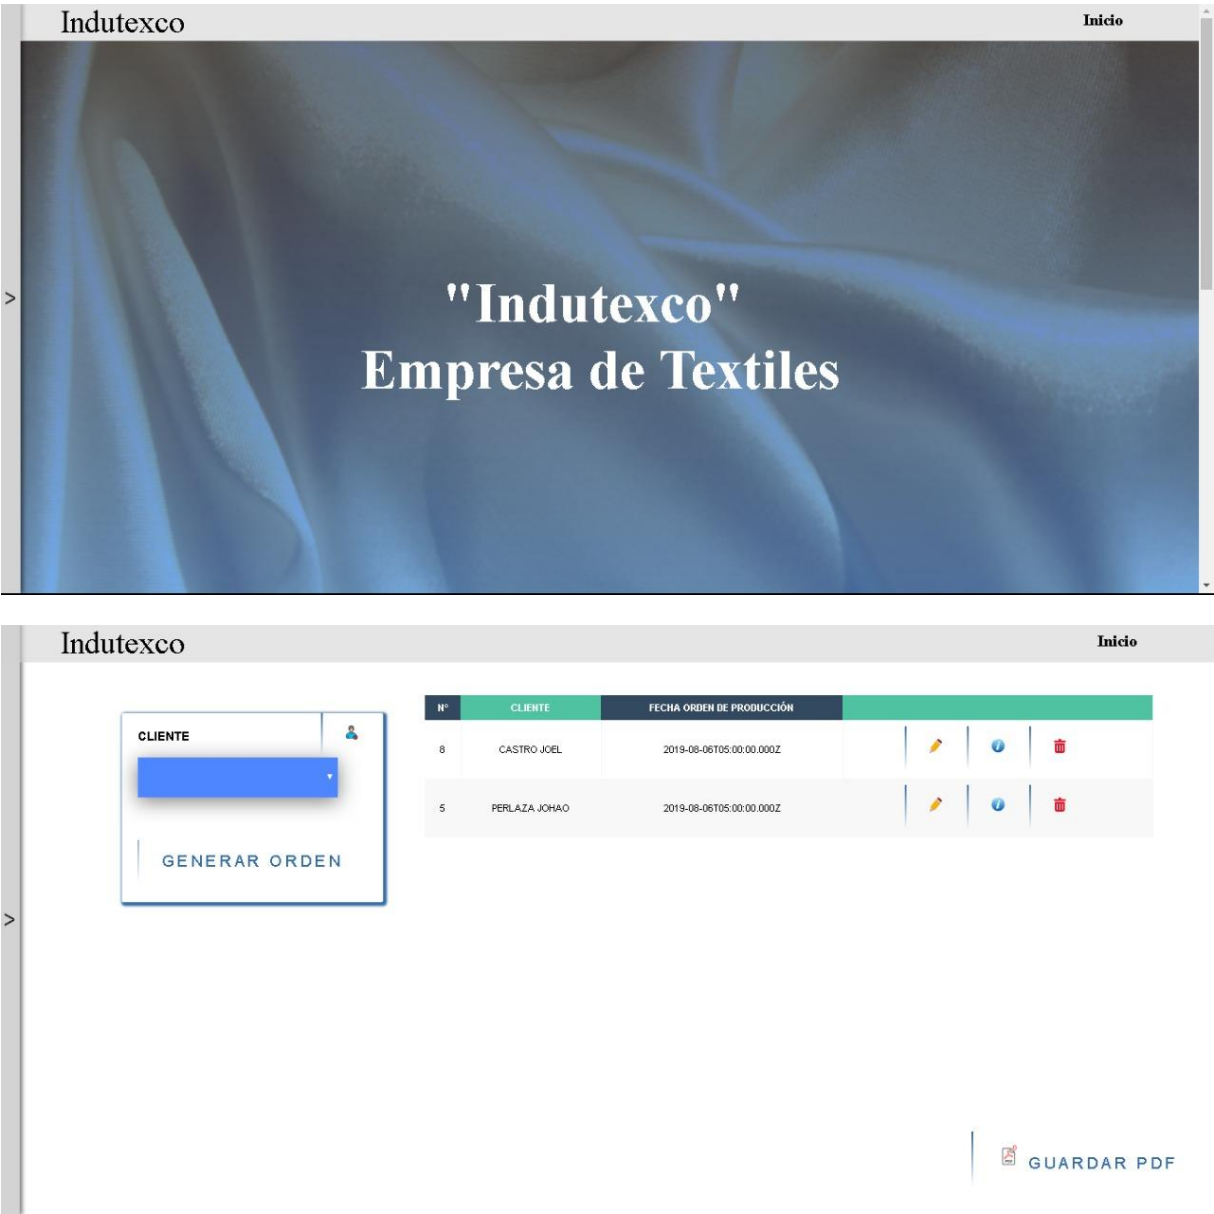 Indutexco
Inicio
>
"Indutexco"
Empresa de Textiles
Indutexco
Inicio
CLIENTE
GENERAR ORDEN
>
N° CLIENTE FECHA ORDEN DE PRODUCCIÓN
8 CASTRO JOEL 2019-08-06T05:00:00.000Z
5 PERLAZA JOHAO 2019-08-06T05:00:00.000Z
GUARDAR PDF